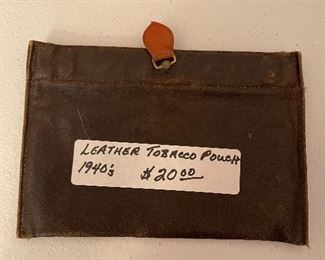 LEATHER TOBACCO POUCH
1940's $20.00